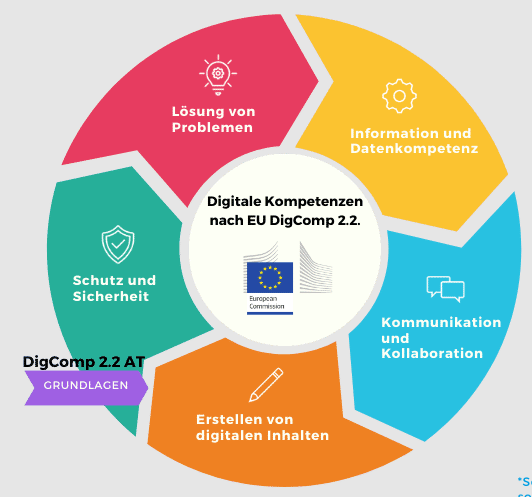 Lösung von
Problemen
Information und
Datenkompetenz
Digitale Kompetenzen
nach EU DigComp 2.2.
European
Commission
Schutz und
Sicherheit
Kommunikation
und
Kollaboration
DigComp 2.2 AT
GRUNDLAGEN
Erstellen von
digitalen Inhalten